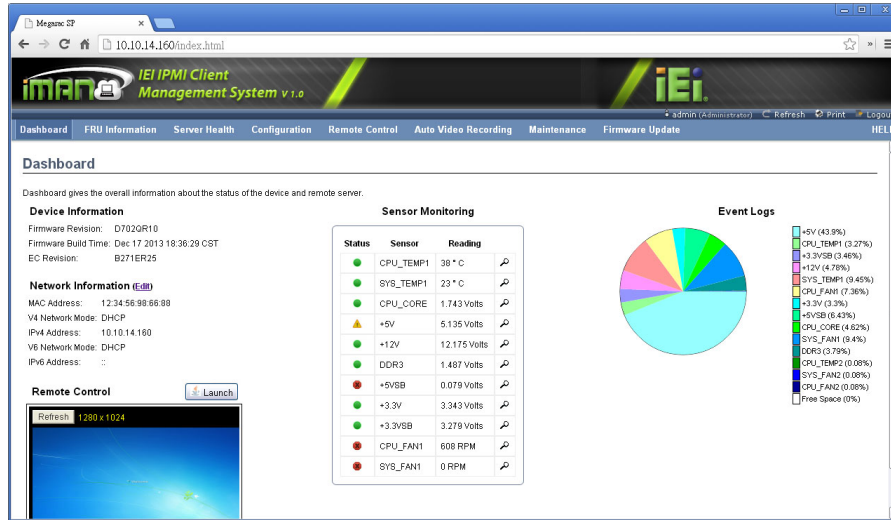 Megarac SP
10.10.14.160/index.html
iMAN
IEI IPMI Client
Management System v 1.0
iEi
admin (Administrator) Refresh Print Logou
Dashboard FRU Information Server Health Configuration Remote Control Auto Video Recording Maintenance Firmware Update HEL
Dashboard
Dashboard gives the overall information about the status of the device and remote server.
Device Information
Firmware Revision: D702QR10
Firmware Build Time: Dec 17 2013 18:36:29 CST
EC Revision: B271ER25
Network Information (Edit)
MAC Address: 12:34:56:98:66:88
V4 Network Mode: DHCP
IPv4 Address: 10.10.14.160
V6 Network Mode: DHCP
IPv6 Address: ::
Remote Control Launch
Refresh 1280 x 1024
Sensor Monitoring
Status Sensor Reading
CPU_TEMP1 38 ° C
SYS_TEMP1 23 ° C
CPU_CORE 1.743 Volts
+5V 5.135 Volts
+12V 12.175 Volts
DDR3 1.487 Volts
+5VSB 0.079 Volts
+3.3V 3.343 Volts
+3.3VSB 3.279 Volts
CPU_FAN1 608 RPM
SYS_FAN1 0 RPM
Event Logs
+5V (43.9%)
CPU_TEMP1 (3.27%)
+3.3VSB (3.46%)
+12V (4.78%)
SYS_TEMP1 (9.45%)
CPU_FAN1 (7.36%)
+3.3V (3.3%)
+5VSB (6.43%)
CPU_CORE (4.62%)
SYS_FAN1 (9.4%)
DDR3 (3.79%)
CPU_TEMP2 (0.08%)
SYS_FAN2 (0.08%)
CPU_FAN2 (0.08%)
Free Space (0%)